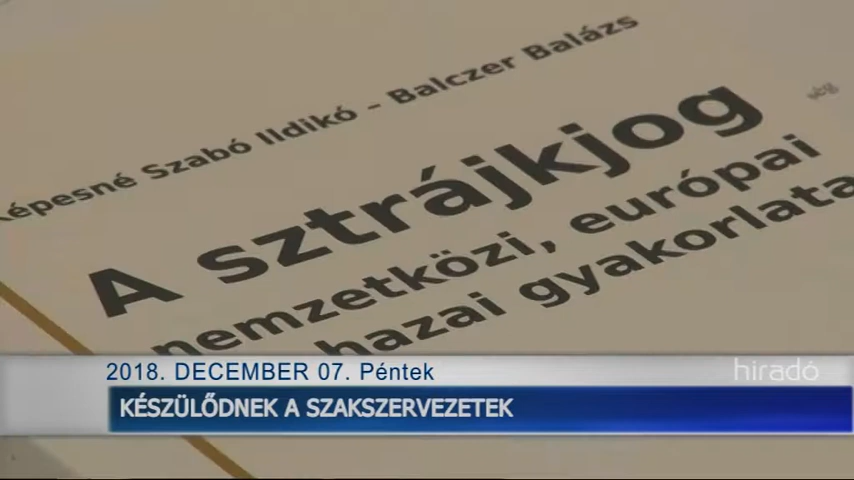 Képesné Szabó Ildikó – Balczer Balázs
A sztrájkjog
nemzetközi, európai
hazai gyakorlata
2018. DECEMBER 07. Péntek
híradó
KÉSZÜLŐDNEK A SZAKSZERVEZETEK